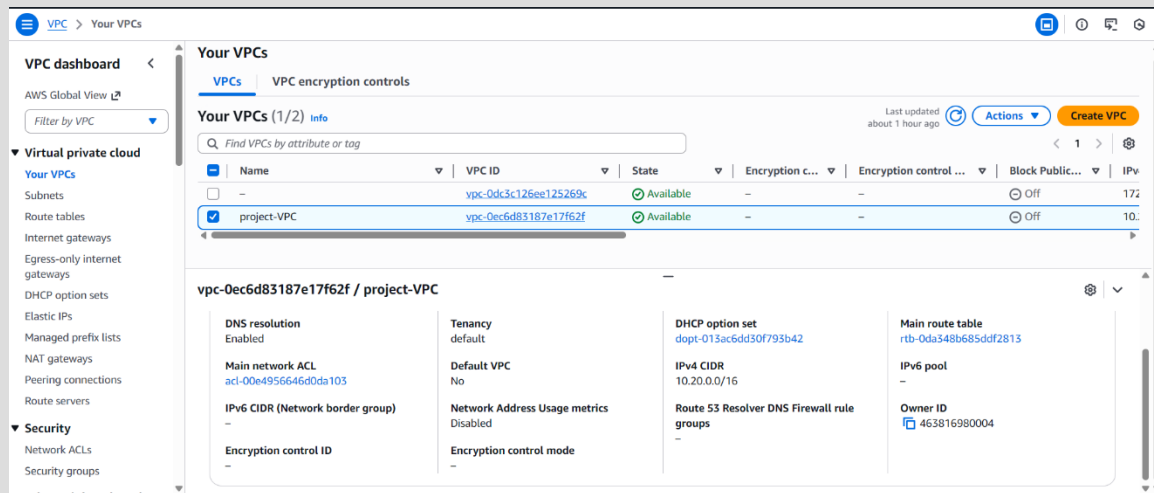 VPC > Your VPCs
VPC dashboard
AWS Global View
Filter by VPC
Virtual private cloud
Your VPCs
Subnets
Route tables
Internet gateways
Egress-only internet
gateways
DHCP option sets
Elastic IPs
Managed prefix lists
NAT gateways
Peering connections
Route servers
Security
Network ACLs
Security groups
Your VPCs
VPCs VPC encryption controls
Your VPCs (1/2) Info
Last updated
about 1 hour ago
Actions Create VPC
Find VPCs by attribute or tag
1
Name VPC ID State Encryption c... Encryption control ... Block Public... IPv
– vpc-0dc3c126ee125269c Available – – Off 172
project-VPC vpc-0ec6d83187e17f62f Available – – Off 10.
vpc-0ec6d83187e17f62f / project-VPC
DNS resolution Tenancy DHCP option set Main route table
Enabled default dopt-013ac6dd30f793b42 rtb-0da348b685ddf2813
Main network ACL Default VPC IPv4 CIDR IPv6 pool
acl-00e4956646d0da103 No 10.20.0.0/16 –
IPv6 CIDR (Network border group) Network Address Usage metrics Route 53 Resolver DNS Firewall rule Owner ID
– Disabled groups 463816980004
–
Encryption control ID Encryption control mode
– –